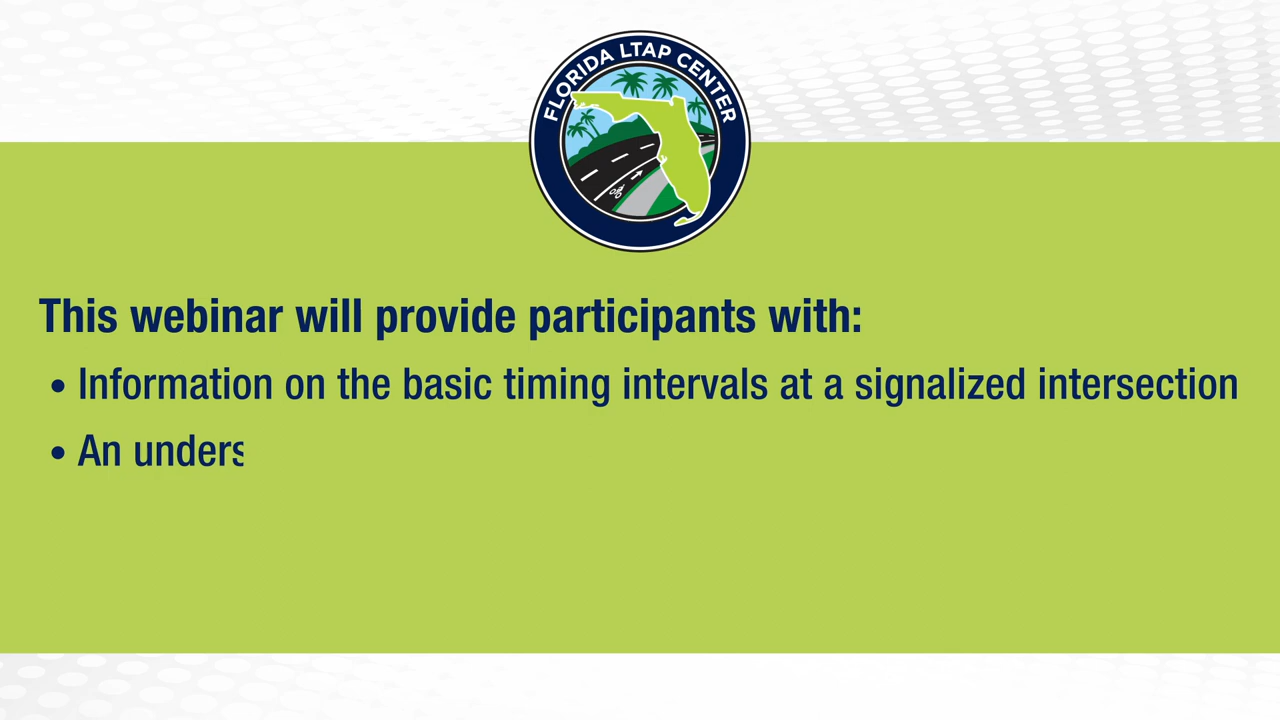 FLORIDA LTAP CENTER
This webinar will provide participants with:
• Information on the basic timing intervals at a signalized intersection
• An unders